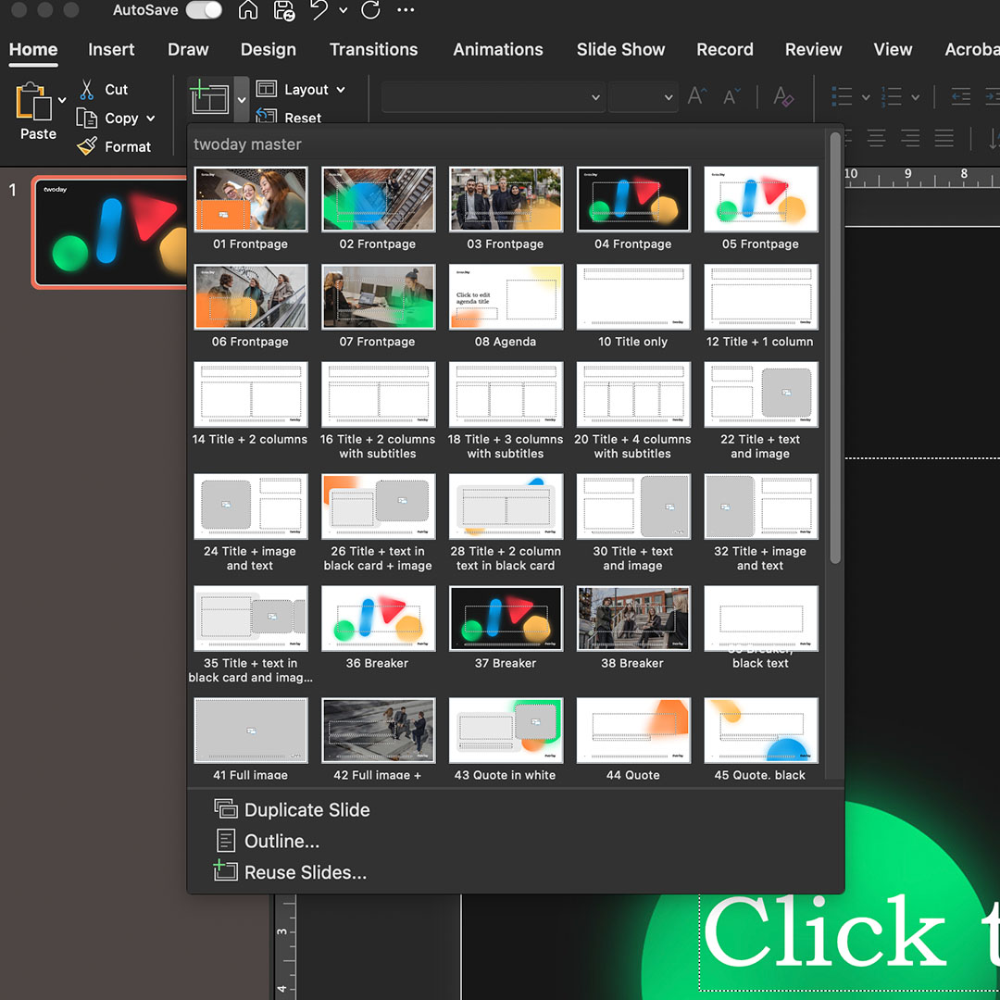 AutoSave
Home Insert Draw Design Transitions Animations Slide Show Record Review View Acroba
Paste
Cut
Copy
Format
Layout
Reset
twoday master
10 9 8
1
twoday
01 Frontpage
02 Frontpage
03 Frontpage
04 Frontpage
05 Frontpage
06 Frontpage
07 Frontpage
Click to edit
agenda title
08 Agenda
10 Title only
12 Title + 1 column
14 Title + 2 columns
16 Title + 2 columns
with subtitles
18 Title + 3 columns
with subtitles
20 Title + 4 columns
with subtitles
22 Title + text
and image
24 Title + image
and text
26 Title + text in
black card + image
28 Title + 2 column
text in black card
30 Title + text
and image
32 Title + image
and text
35 Title + text in
black card and imag...
36 Breaker
37 Breaker
38 Breaker
black text
41 Full image
42 Full image +
43 Quote in white
44 Quote
45 Quote, black
Duplicate Slide
Outline...
Reuse Slides...
3
4
Click t